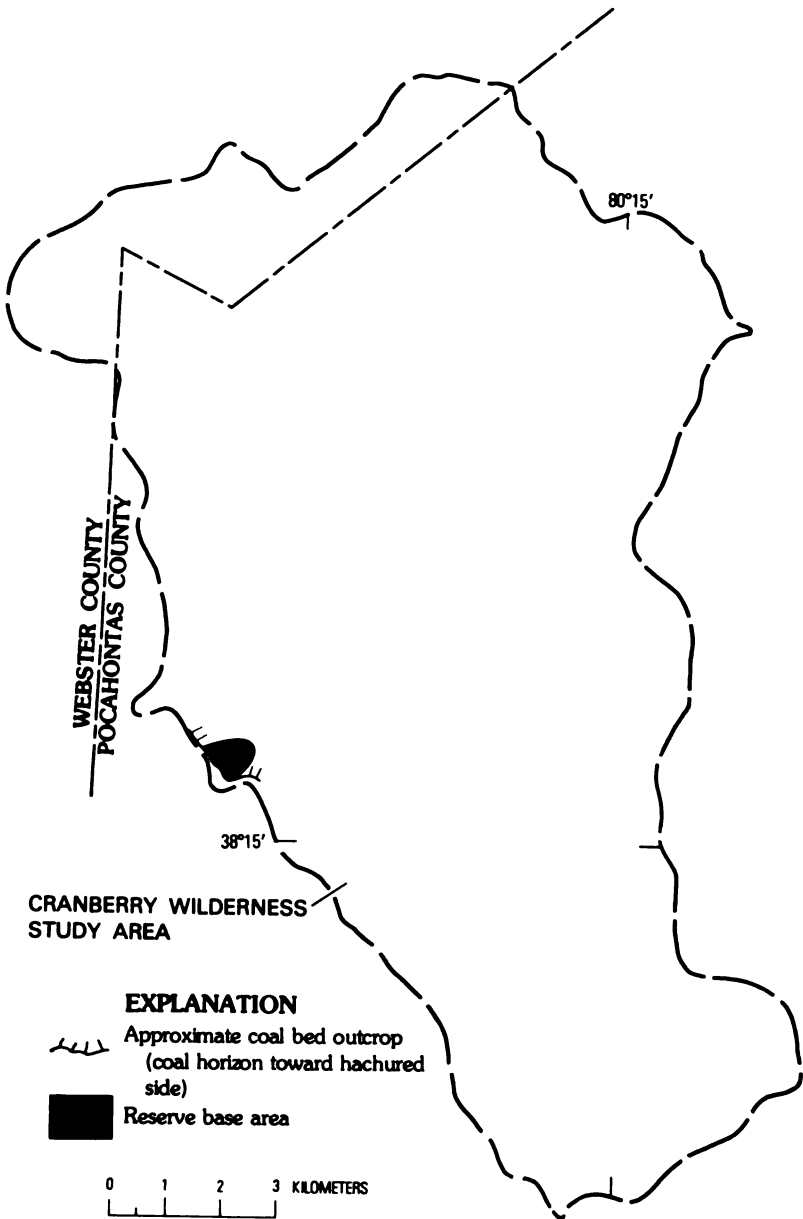 80°15'
WEBSTER COUNTY
POCAHONTAS COUNTY
38°15'
CRANBERRY WILDERNESS
STUDY AREA
EXPLANATION
Approximate coal bed outcrop
(coal horizon toward hachured
side)
Reserve base area
0 1 2 3 KILOMETERS